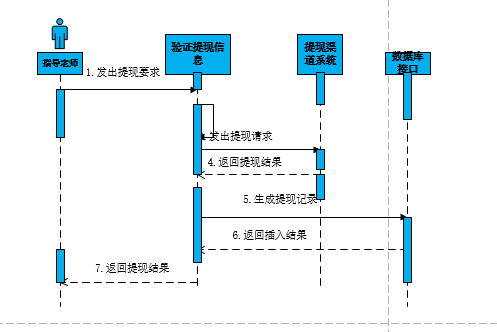 指导老师
验证提现信
息
提现渠
道系统
数据库
接口
1.发出提现要求
发出提现请求
4.返回提现结果
5.生成提现记录
6.返回插入结果
7.返回提现结果